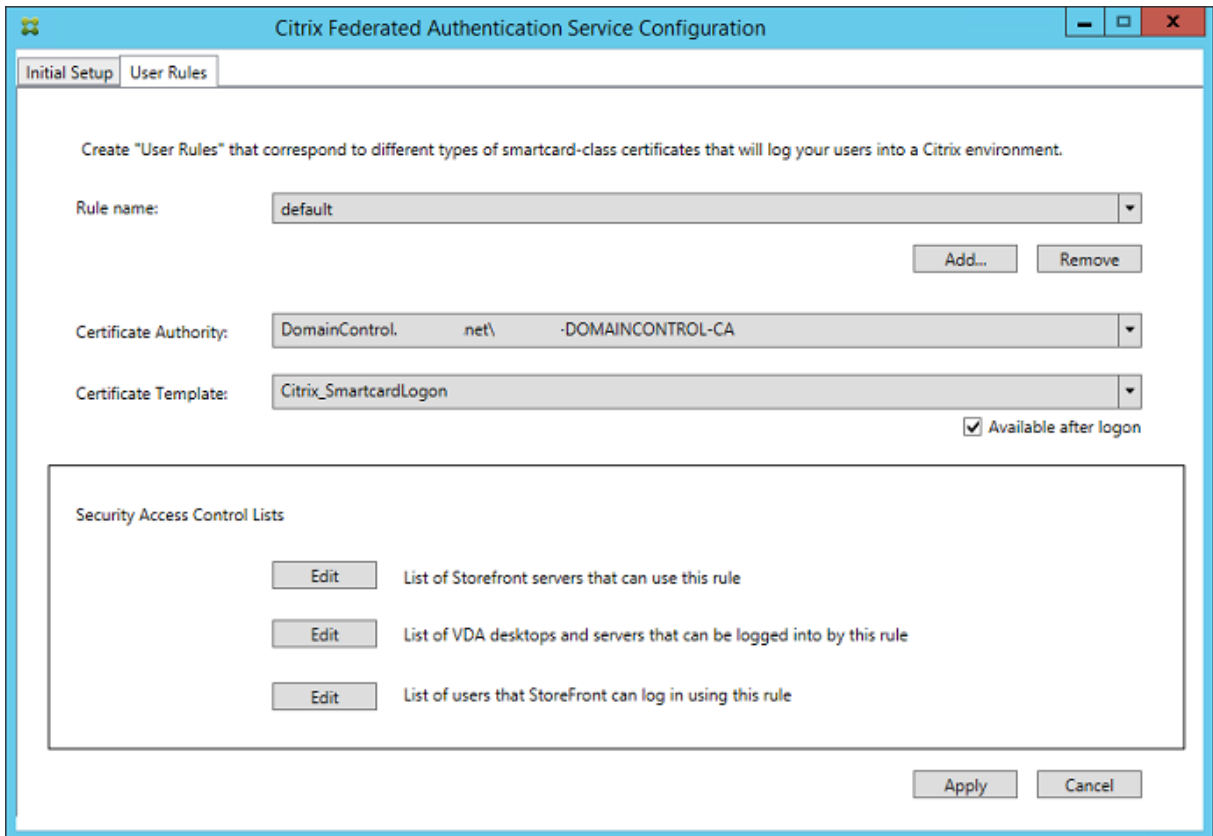 Citrix Federated Authentication Service Configuration
Initial Setup User Rules
Create "User Rules" that correspond to different types of smartcard-class certificates that will log your users into a Citrix environment.
Rule name: default
Add... Remove
Certificate Authority: DomainControl. .net\ -DOMAINCONTROL-CA
Certificate Template: Citrix_SmartcardLogon
Available after logon
Security Access Control Lists
Edit List of Storefront servers that can use this rule
Edit List of VDA desktops and servers that can be logged into by this rule
Edit List of users that StoreFront can log in using this rule
Apply Cancel